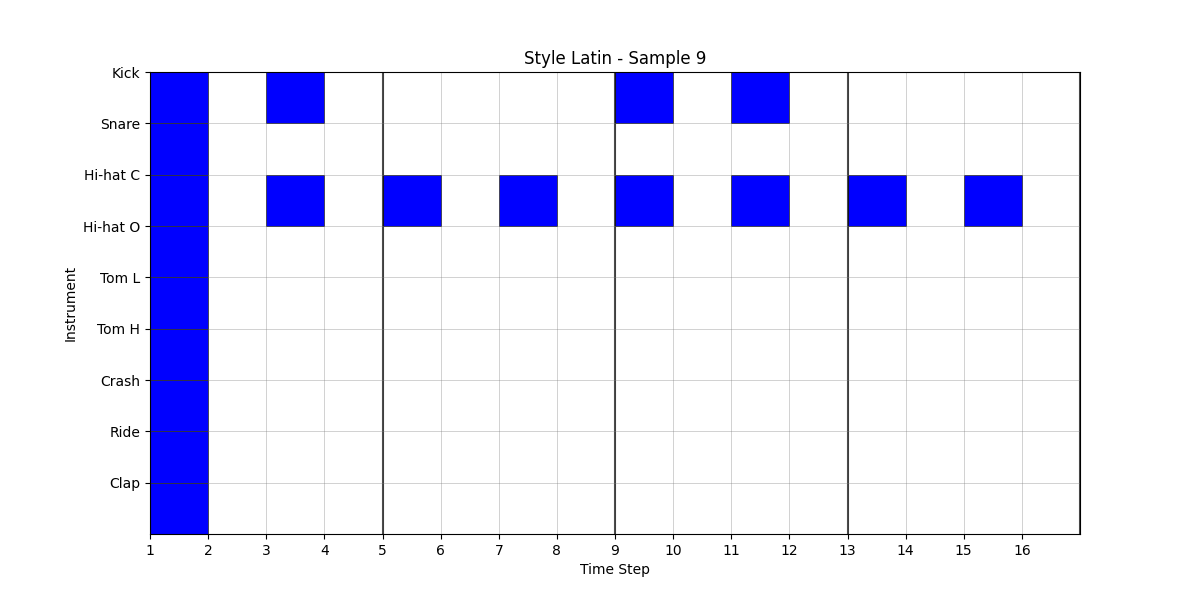 Style Latin - Sample 9
Kick
Snare
Hi-hat C
Hi-hat O
Tom L
Tom H
Crash
Ride
Clap
Instrument
1 2 3 4 5 6 7 8 9 10 11 12 13 14 15 16
Time Step